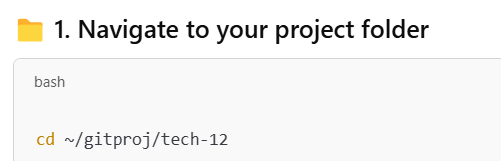 📁 1. Navigate to your project folder
bash
cd ~/gitproj/tech-12